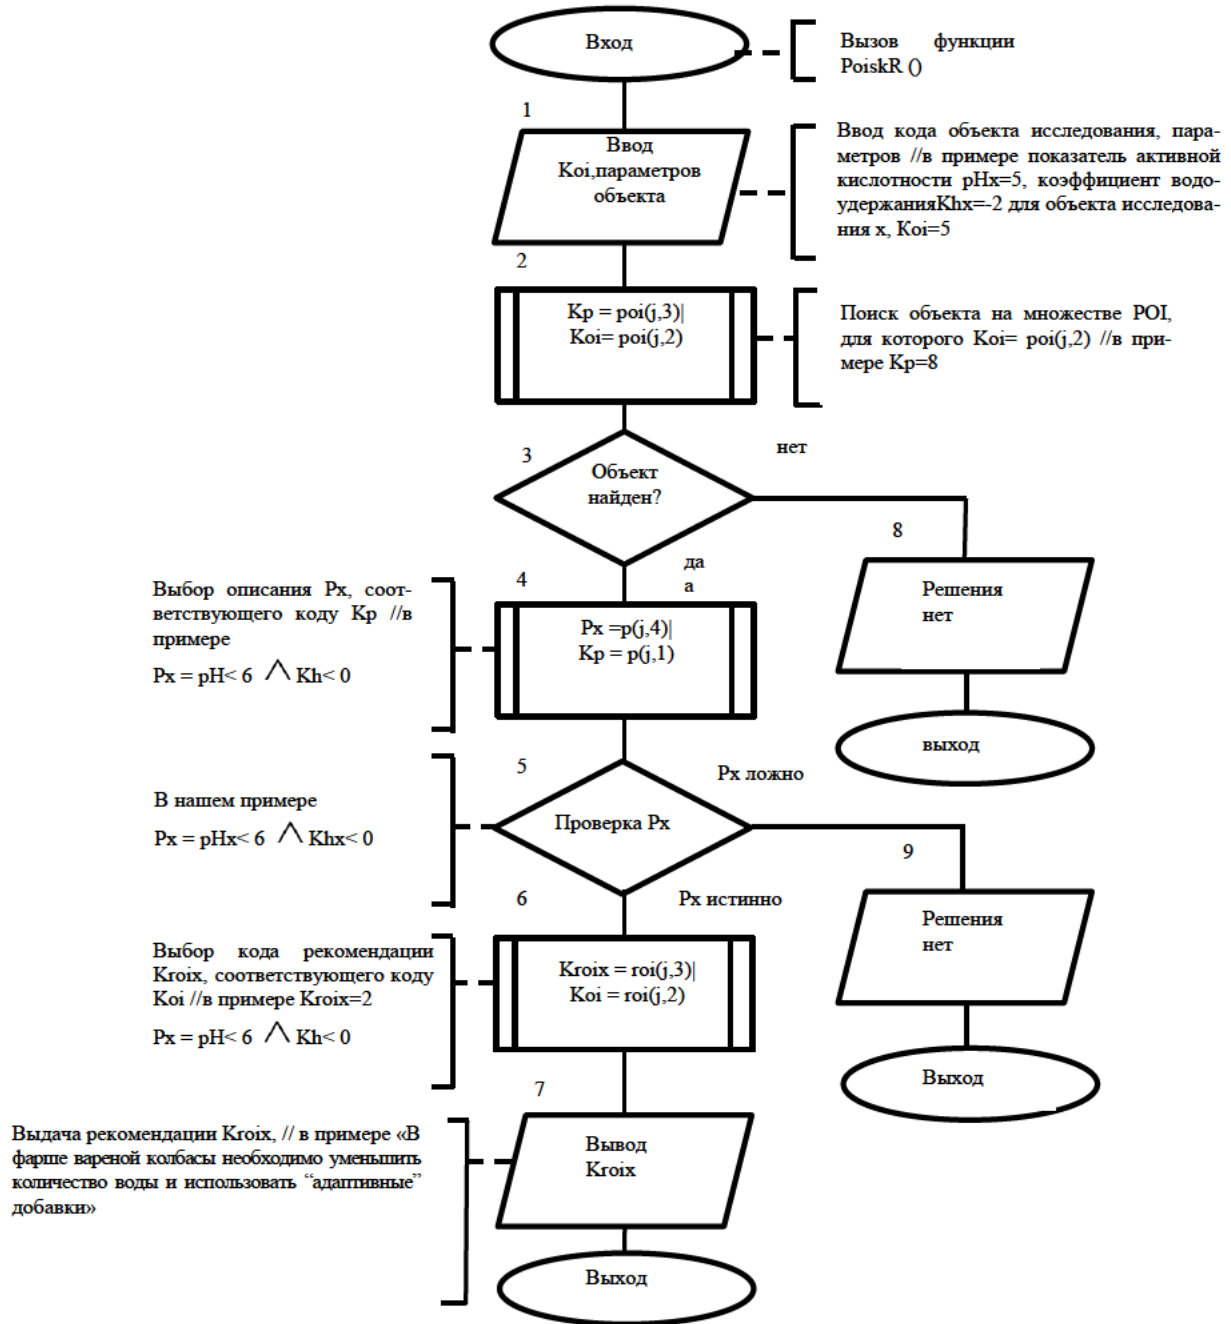 Вход
Вызов функции
PoiskR ()
1
Ввод
Koi,параметров
объекта
Ввод кода объекта исследования, пара-
метров //в примере показатель активной
кислотности pHx=5, коэффициент водо-
удержанияKhx=-2 для объекта исследова-
ния x, Koi=5
2
Kp = poi(j,3)|
Koi= poi(j,2)
Поиск объекта на множестве POI,
для которого Koi= poi(j,2) //в при-
мере Kp=8
3
Объект
найден?
нет
8
Решения
нет
выход
да
а
4
Выбор описания Px, соот-
ветствующего коду Kp //в
примере
Px = pH< 6 ∧ Kh< 0
Px =p(j,4)|
Kp = p(j,1)
5
В нашем примере
Px = pHx< 6 ∧ Khx< 0
Проверка Px
Px ложно
9
Решения
нет
Выход
Px истинно
6
Выбор кода рекомендации
Kroix, соответствующего коду
Koi //в примере Kroix=2
Px = pH< 6 ∧ Kh< 0
Kroix = roi(j,3)|
Koi = roi(j,2)
7
Выдача рекомендации Kroix, // в примере «В
фарше вареной колбасы необходимо уменьшить
количество воды и использовать “адаптивные”
добавки»
Вывод
Kroix
Выход